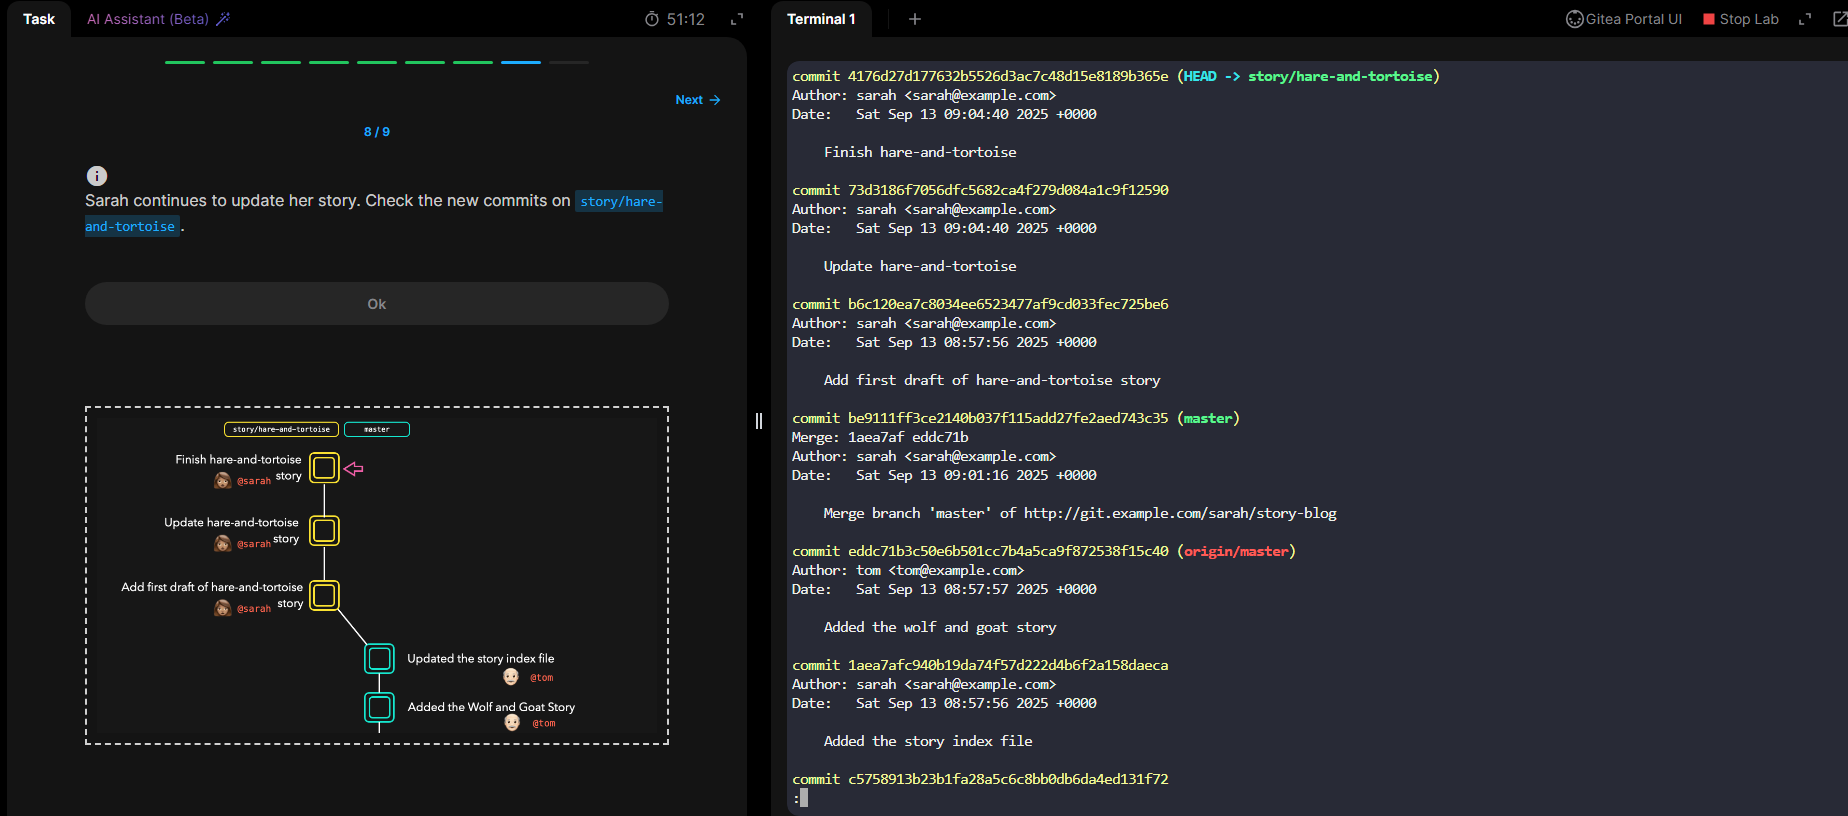 Task
AI Assistant (Beta)
51:12
Next →
8 / 9
Sarah continues to update her story. Check the new commits on story/hare-
and-tortoise .
Ok
story/hare-and-tortoise
master
Finish hare-and-tortoise
story
@sarah
Update hare-and-tortoise
story
@sarah
Add first draft of hare-and-tortoise
story
@sarah
Updated the story index file
@tom
Added the Wolf and Goat Story
@tom
Terminal 1
+
Gitea Portal UI
Stop Lab
commit 4176d27d177632b5526d3ac7c48d15e8189b365e (HEAD -> story/hare-and-tortoise)
Author: sarah <sarah@example.com>
Date:   Sat Sep 13 09:04:40 2025 +0000
Finish hare-and-tortoise
commit 73d3186f7056dfc5682ca4f279d084a1c9f12590
Author: sarah <sarah@example.com>
Date:   Sat Sep 13 09:04:40 2025 +0000
Update hare-and-tortoise
commit b6c120ea7c8034ee6523477af9cd033fec725be6
Author: sarah <sarah@example.com>
Date:   Sat Sep 13 08:57:56 2025 +0000
Add first draft of hare-and-tortoise story
commit be9111ff3ce2140b037f115add27fe2aed743c35 (master)
Merge: 1aea7af eddc71b
Author: sarah <sarah@example.com>
Date:   Sat Sep 13 09:01:16 2025 +0000
Merge branch 'master' of http://git.example.com/sarah/story-blog
commit eddc71b3c50e6b501cc7b4a5ca9f872538f15c40 (origin/master)
Author: tom <tom@example.com>
Date:   Sat Sep 13 08:57:57 2025 +0000
Added the wolf and goat story
commit 1aea7afc940b19da74f57d222d4b6f2a158daeca
Author: sarah <sarah@example.com>
Date:   Sat Sep 13 08:57:56 2025 +0000
Added the story index file
commit c5758913b23b1fa28a5c6c8bb0db6da4ed131f72
: